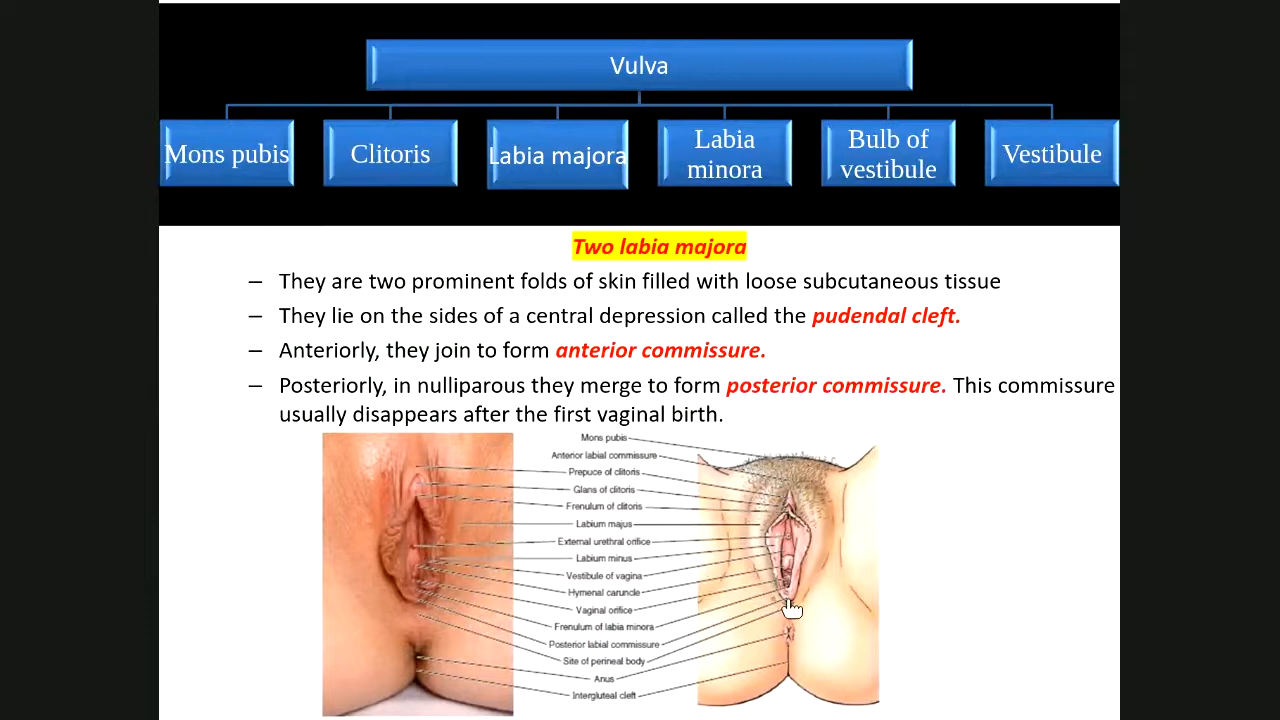 Vulva
Mons pubis
Clitoris
Labia majora
Labia
minora
Bulb of
vestibule
Vestibule
Two labia majora
– They are two prominent folds of skin filled with loose subcutaneous tissue
– They lie on the sides of a central depression called the pudendal cleft.
– Anteriorly, they join to form anterior commissure.
– Posteriorly, in nulliparous they merge to form posterior commissure. This commissure
usually disappears after the first vaginal birth.
Mons pubis
Anterior labial commissure
Prepuce of clitoris
Glans of clitoris
Frenulum of clitoris
Labium majus
External urethral orifice
Labium minus
Vestibule of vagina
Hymenal caruncle
Vaginal orifice
Frenulum of labia minora
Posterior labial commissure
Site of perineal body
Anus
Intergluteal cleft